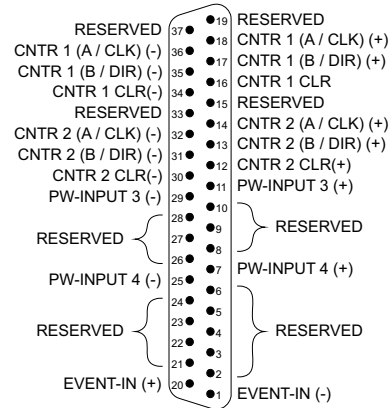 RESERVED 37 19 RESERVED
CNTR 1 (A / CLK) (-) 36 18 CNTR 1 (A / CLK) (+)
CNTR 1 (B / DIR) (-) 35 17 CNTR 1 (B / DIR) (+)
CNTR 1 CLR(-) 34 16 CNTR 1 CLR
RESERVED 33 15 RESERVED
CNTR 2 (A / CLK) (-) 32 14 CNTR 2 (A / CLK) (+)
CNTR 2 (B / DIR) (-) 31 13 CNTR 2 (B / DIR) (+)
CNTR 2 CLR(-) 30 12 CNTR 2 CLR(+)
PW-INPUT 3 (-) 29 11 PW-INPUT 3 (+)
28 10
RESERVED 27 9 RESERVED
26 8
PW-INPUT 4 (-) 25 7 PW-INPUT 4 (+)
24 6
23 5
RESERVED 22 4 RESERVED
21 3
2
EVENT-IN (+) 20 1 EVENT-IN (-)